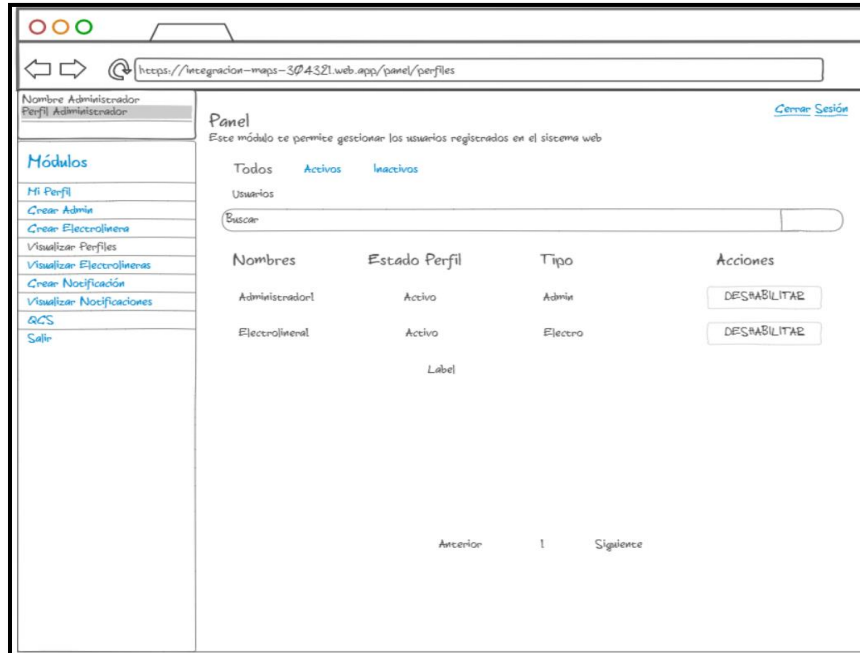 https://integracion-maps-304321.web.app/panel/perfiles
Nombre Administrador
Perfil Administrador
Cerrar Sesión
Panel
Este módulo te permite gestionar los usuarios registrados en el sistema web
Módulos
Mi Perfil
Crear Admin
Crear Electrolinera
Visualizar Perfiles
Visualizar Electrolineras
Crear Notificación
Visualizar Notificaciones
QCS
Salir
Todos Activos Inactivos
Usuarios
Buscar
Nombres Estado Perfil Tipo Acciones
Administrador1 Activo Admin DESHABILITAR
Electrolinera1 Activo Electro DESHABILITAR
Label
Anterior 1 Siguiente